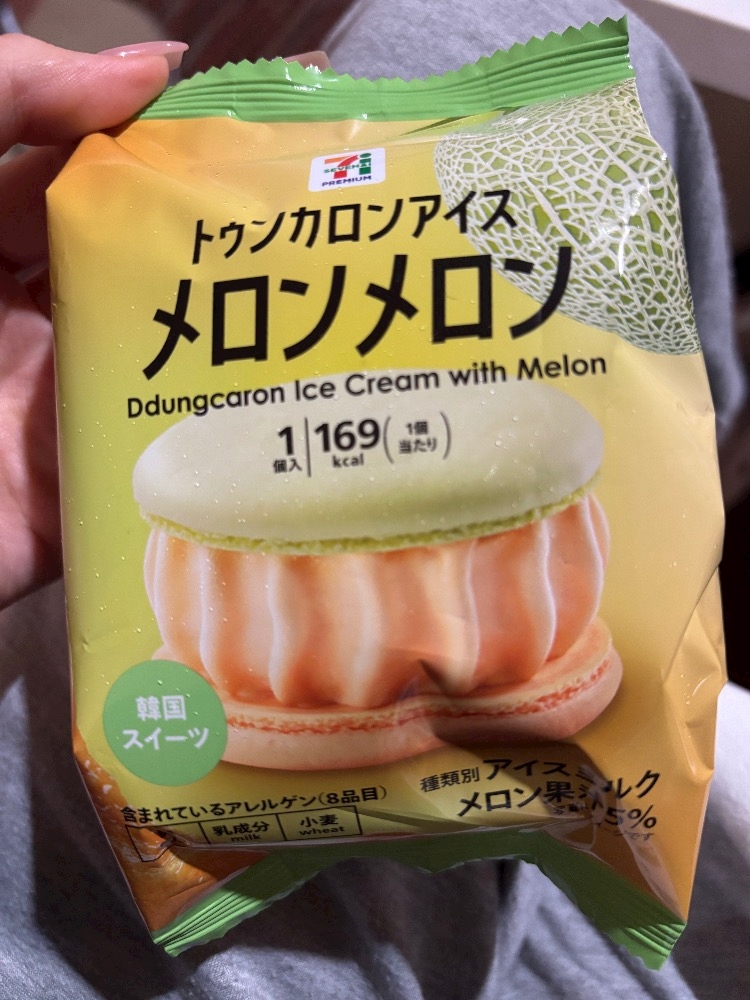 7i
SEVEN&i
PREMIUM
トゥンカロンアイス
メロンメロン
Ddungcaron Ice Cream with Melon
1個入 169kcal (1個当たり)
韓国
スイーツ
種類別 アイスミルク
メロン果汁 5%
含まれているアレルゲン(8品目)
乳成分 小麦
milk wheat